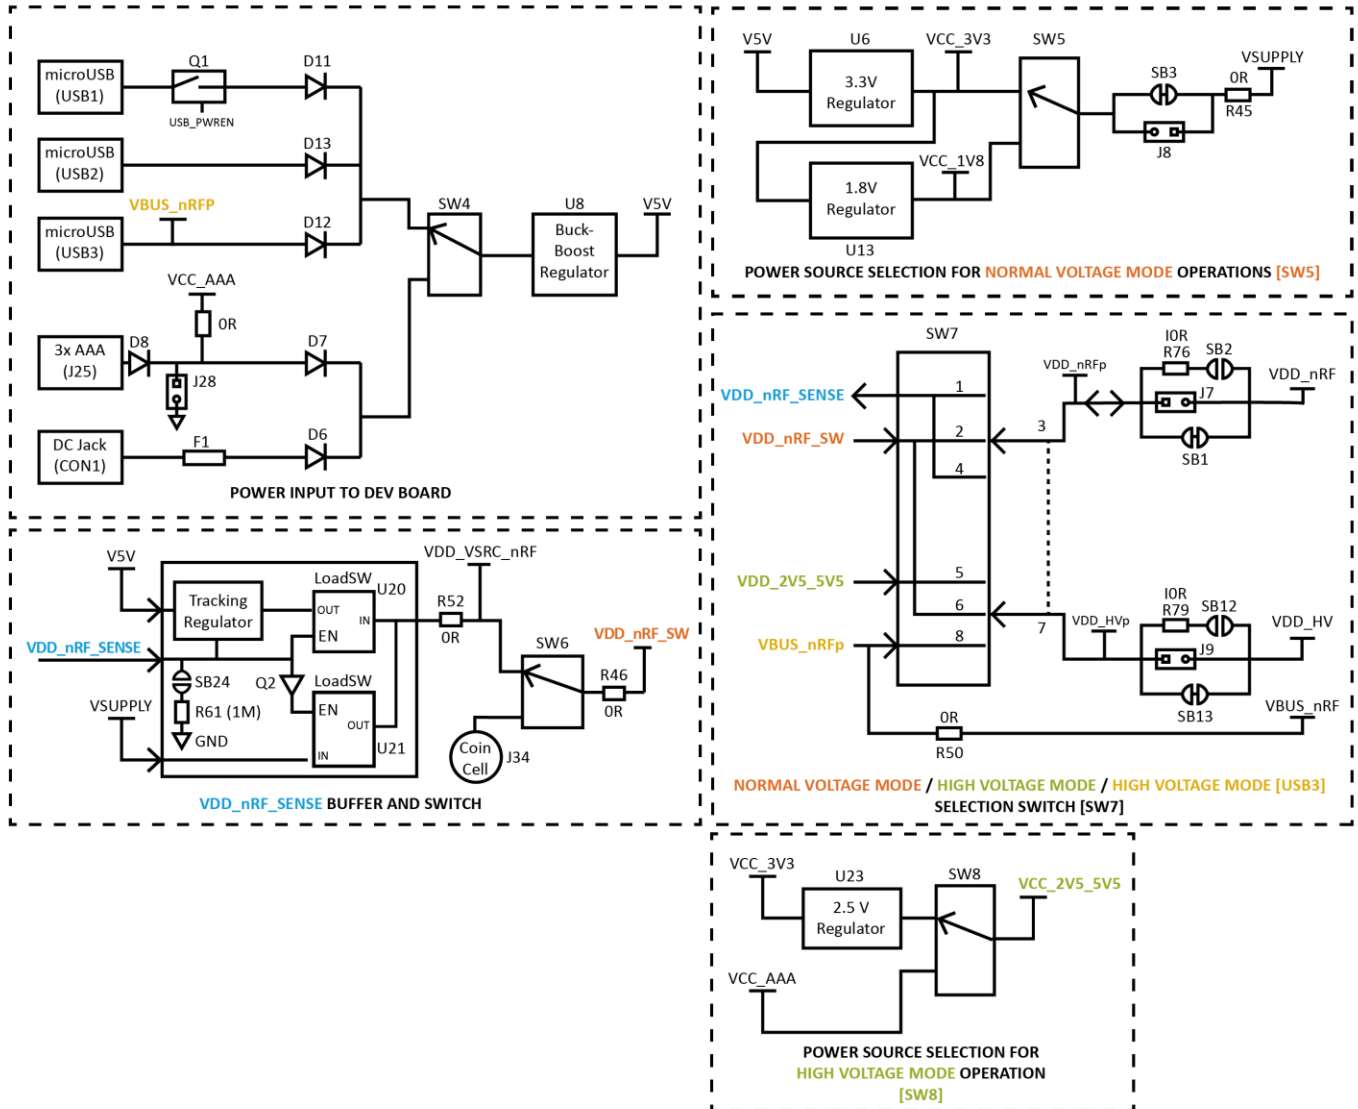 microUSB
(USB1)
Q1
USB_PWREN
D11
microUSB
(USB2)
D13
VBUS_nRFP
microUSB
(USB3)
D12
SW4
U8
Buck-
Boost
Regulator
V5V
VCC_AAA
0R
3x AAA
(J25)
D8
J28
D7
DC Jack
(CON1)
F1
D6
POWER INPUT TO DEV BOARD
V5V
U6
3.3V
Regulator
VCC_3V3
SW5
SB3
0R
R45
VSUPPLY
J8
1.8V
Regulator
U13
VCC_1V8
POWER SOURCE SELECTION FOR NORMAL VOLTAGE MODE OPERATIONS [SW5]
V5V
Tracking
Regulator
LoadSW
U20
OUT
IN
EN
VDD_nRF_SENSE
SB24
R61 (1M)
GND
Q2
LoadSW
EN
OUT
IN
U21
VSUPPLY
R52
0R
VDD_VSRC_nRF
SW6
VDD_nRF_SW
R46
0R
Coin
Cell
J34
VDD_nRF_SENSE BUFFER AND SWITCH
SW7
VDD_nRF_SENSE
1
VDD_nRF_SW
2
3
4
VDD_nRFp
I0R
R76
SB2
J7
SB1
VDD_nRF
VDD_2V5_5V5
5
6
7
VBUS_nRFp
8
VDD_HVp
I0R
R79
SB12
J9
SB13
VDD_HV
0R
R50
VBUS_nRF
NORMAL VOLTAGE MODE / HIGH VOLTAGE MODE / HIGH VOLTAGE MODE [USB3]
SELECTION SWITCH [SW7]
VCC_3V3
U23
2.5 V
Regulator
SW8
VCC_2V5_5V5
VCC_AAA
POWER SOURCE SELECTION FOR
HIGH VOLTAGE MODE OPERATION
[SW8]